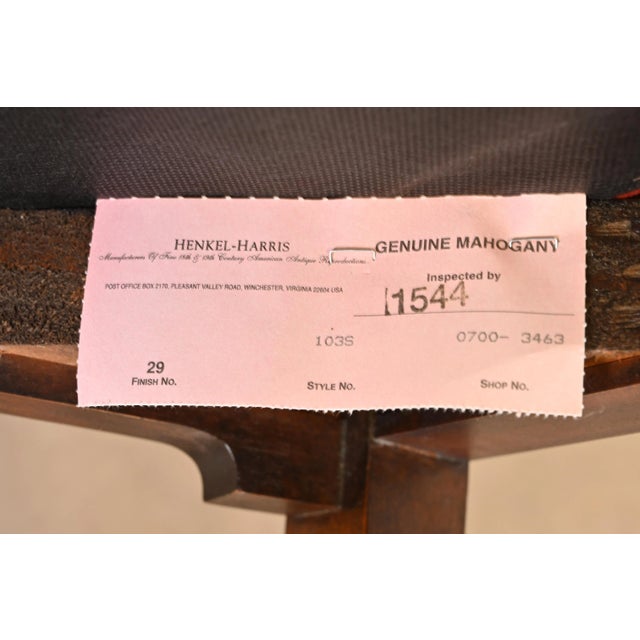 HENKEL-HARRIS
Manufacturers Of Fine 18th & 19th Century American Antique Reproductions
POST OFFICE BOX 2170, PLEASANT VALLEY ROAD, WINCHESTER, VIRGINIA 22604 USA
GENUINE MAHOGANY
Inspected by
1544
103S 0700- 3463
29
FINISH NO. STYLE NO. SHOP NO.